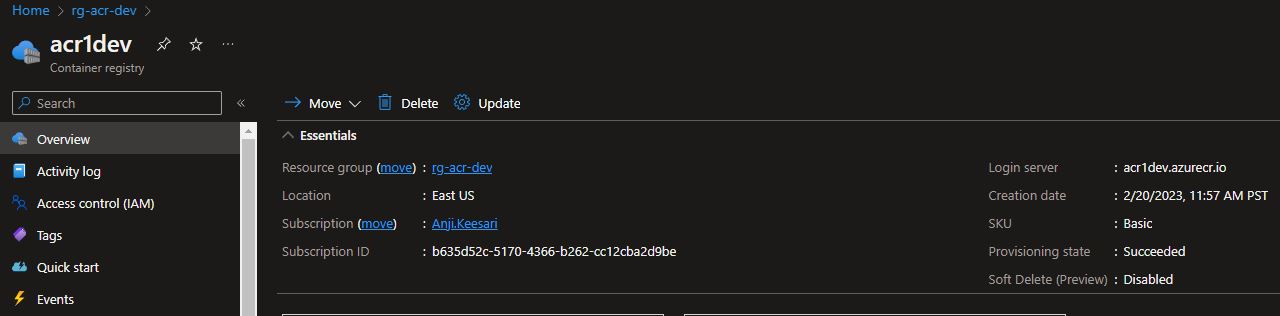 Home > rg-acr-dev >
acr1dev ...
Container registry
Search «
Move Delete Update
Overview
Activity log
Access control (IAM)
Tags
Quick start
Events
Essentials
Resource group (move) : rg-acr-dev
Location : East US
Subscription (move) : Anji.Keesari
Subscription ID : b635d52c-5170-4366-b262-cc12cba2d9be
Login server : acr1dev.azurecr.io
Creation date : 2/20/2023, 11:57 AM PST
SKU : Basic
Provisioning state : Succeeded
Soft Delete (Preview) : Disabled